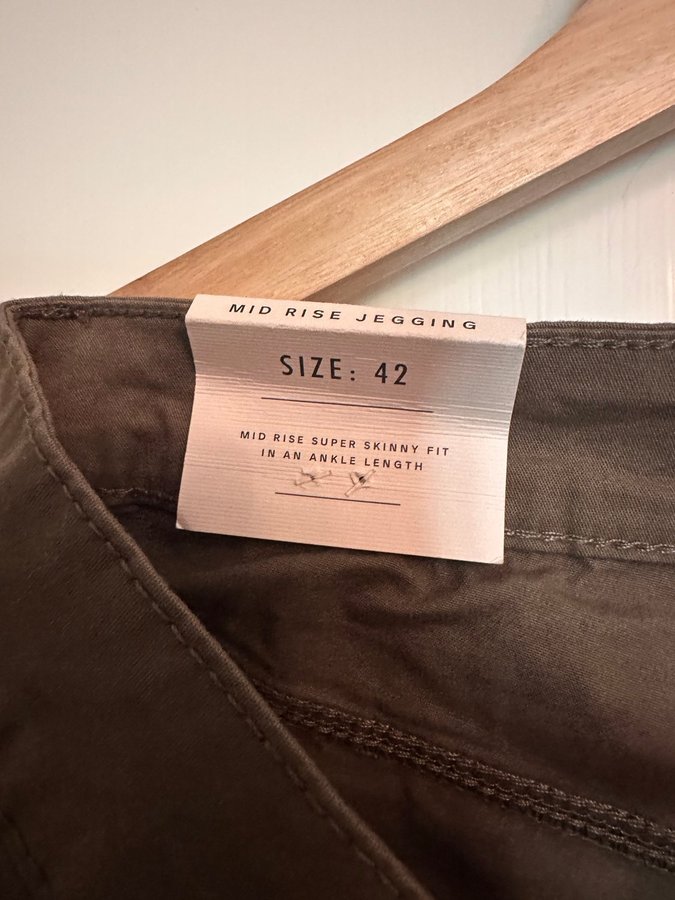 MID RISE JEGGING
SIZE: 42
MID RISE SUPER SKINNY FIT
IN AN ANKLE LENGTH